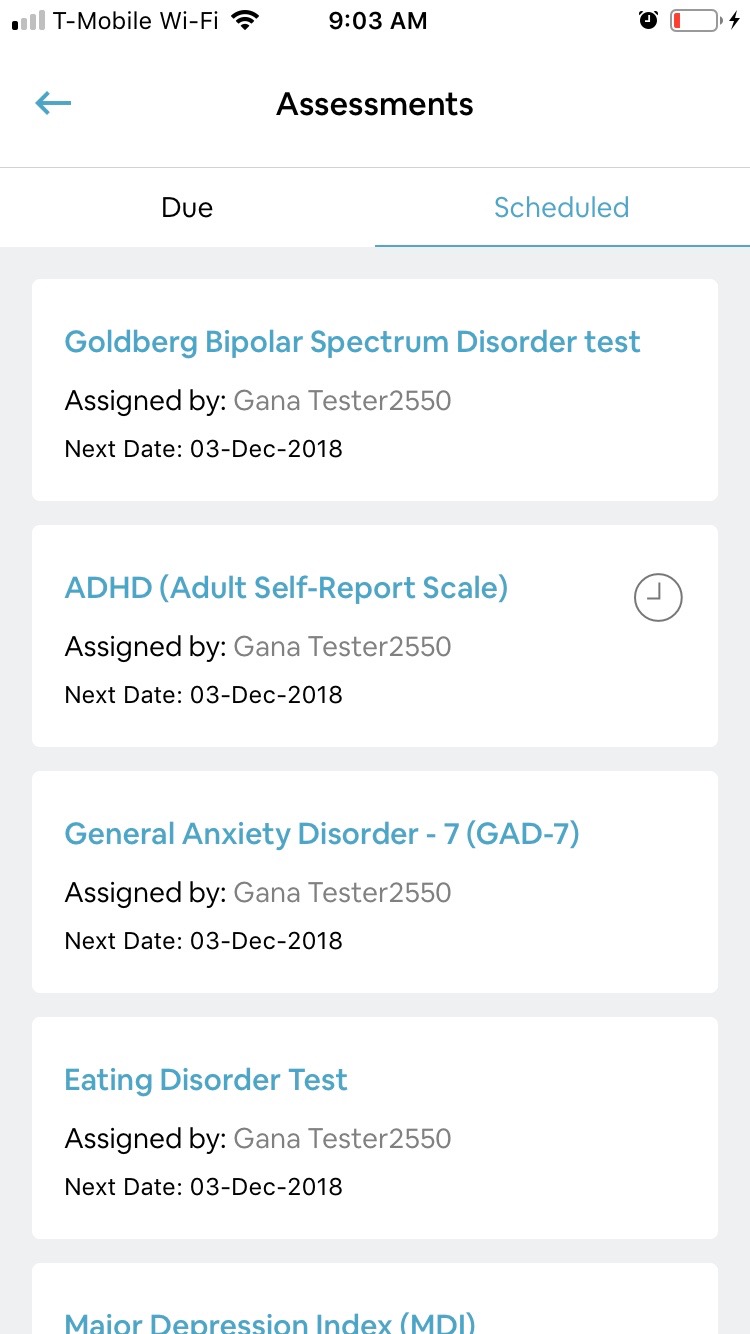 T-Mobile Wi-Fi 9:03 AM
Assessments
Due Scheduled
Goldberg Bipolar Spectrum Disorder test
Assigned by: Gana Tester2550
Next Date: 03-Dec-2018
ADHD (Adult Self-Report Scale)
Assigned by: Gana Tester2550
Next Date: 03-Dec-2018
General Anxiety Disorder - 7 (GAD-7)
Assigned by: Gana Tester2550
Next Date: 03-Dec-2018
Eating Disorder Test
Assigned by: Gana Tester2550
Next Date: 03-Dec-2018
Major Depression Index (MDI)